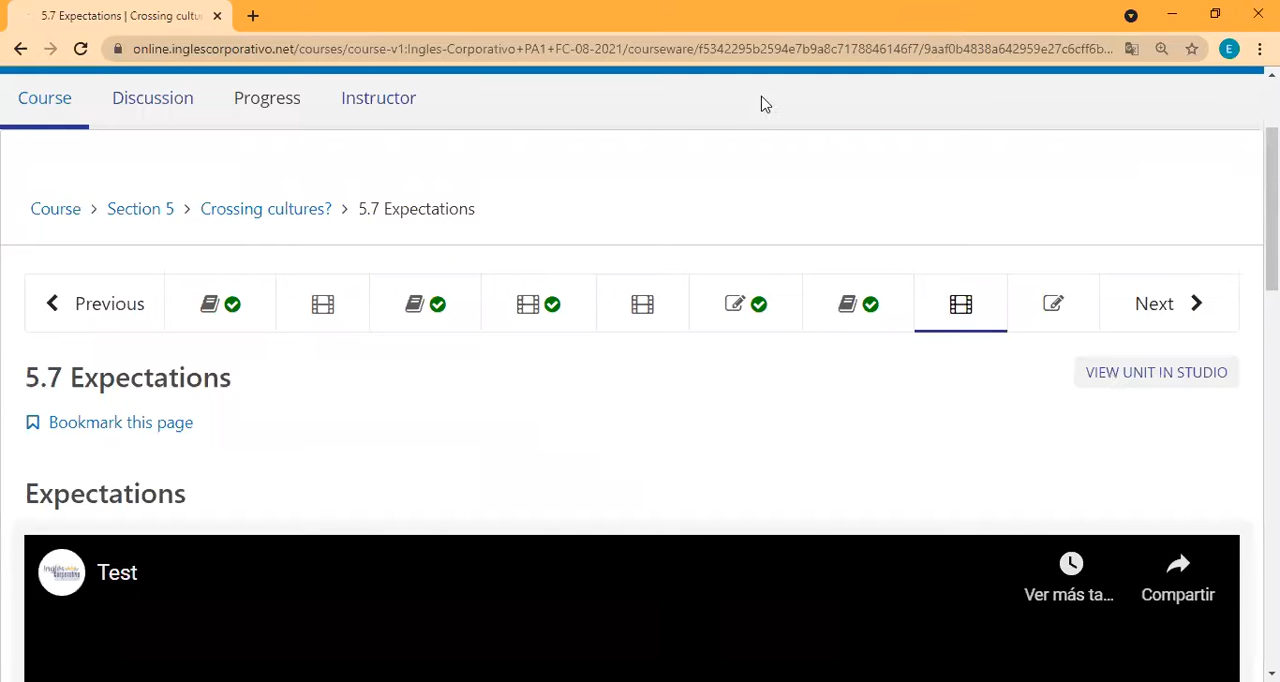 5.7 Expectations | Crossing cultu
online.inglescorporativo.net/courses/course-v1:Ingles-Corporativo+PA1+FC-08-2021/courseware/f5342295b2594e7b9a8c7178846146f7/9aaf0b4838a642959e27c6cff6b...
E
Course Discussion Progress Instructor
Course > Section 5 > Crossing cultures? > 5.7 Expectations
Previous Next
5.7 Expectations
VIEW UNIT IN STUDIO
Bookmark this page
Expectations
Test
Ver más ta... Compartir